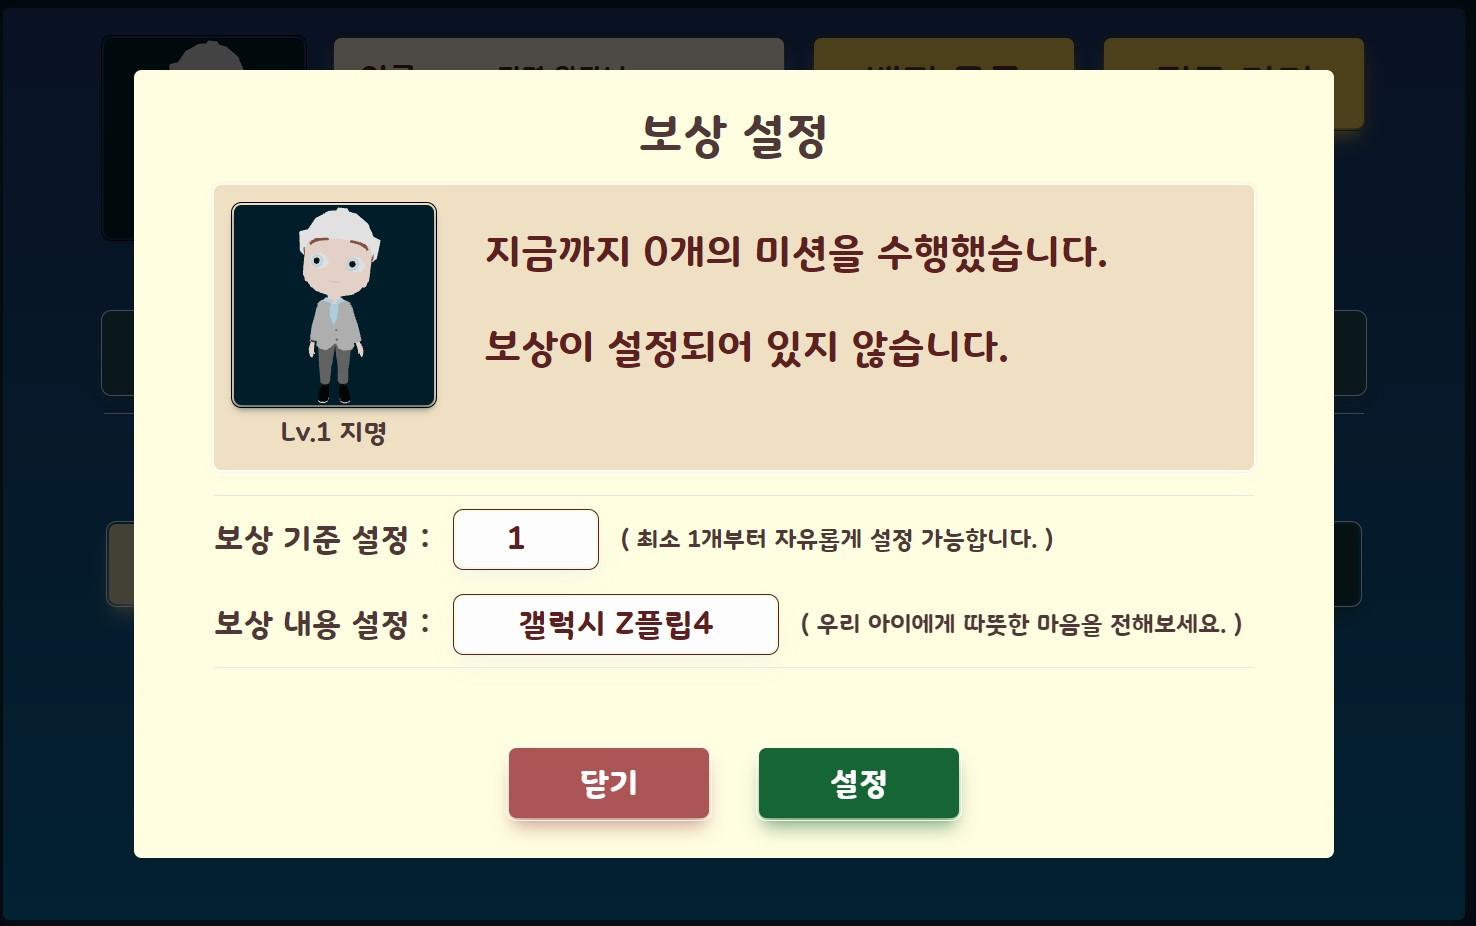 보상 설정
지금까지 0개의 미션을 수행했습니다.
보상이 설정되어 있지 않습니다.
Lv.1 지명
보상 기준 설정 : 1 ( 최소 1개부터 자유롭게 설정 가능합니다. )
보상 내용 설정 : 갤럭시 Z플립4 ( 우리 아이에게 따뜻한 마음을 전해보세요. )
닫기 설정